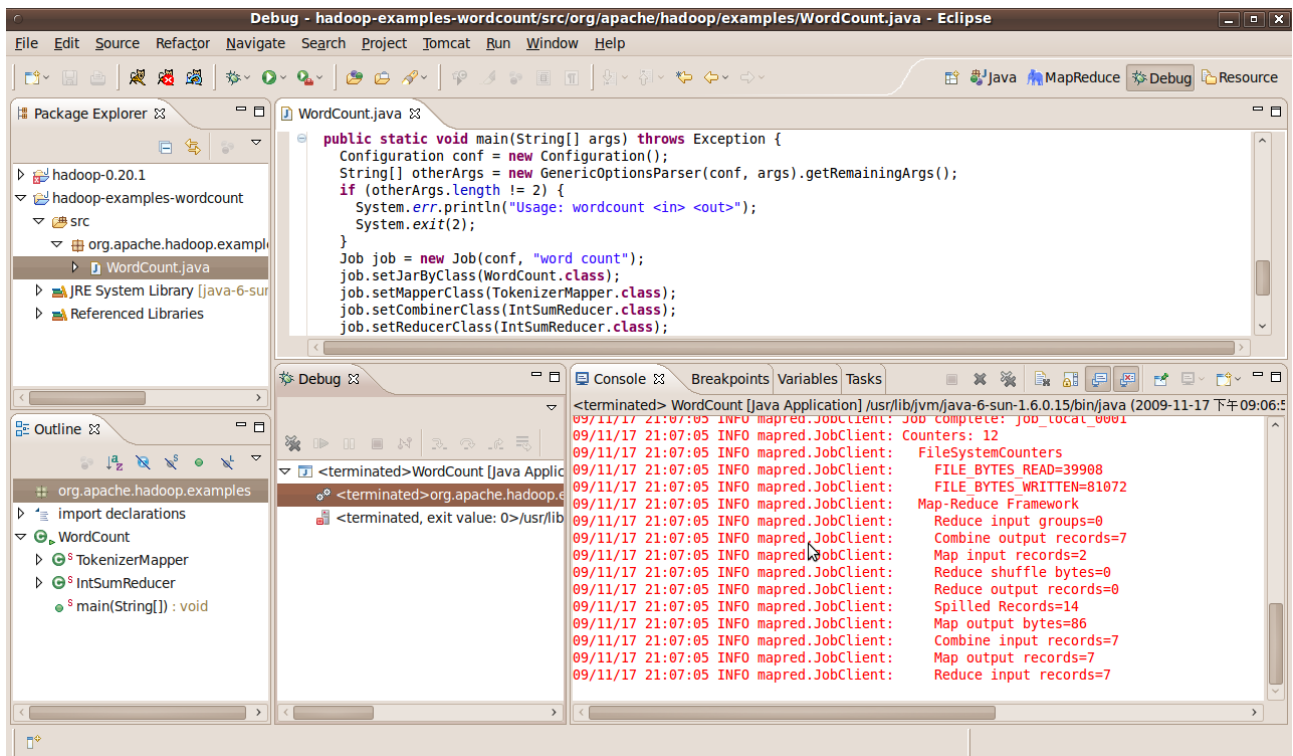 Debug - hadoop-examples-wordcount/src/org/apache/hadoop/examples/WordCount.java - Eclipse
File Edit Source Refactor Navigate Search Project Tomcat Run Window Help
Java MapReduce Debug Resource
Package Explorer
hadoop-0.20.1
hadoop-examples-wordcount
src
org.apache.hadoop.exampl
WordCount.java
JRE System Library [java-6-sun
Referenced Libraries
WordCount.java
public static void main(String[] args) throws Exception {
Configuration conf = new Configuration();
String[] otherArgs = new GenericOptionsParser(conf, args).getRemainingArgs();
if (otherArgs.length != 2) {
System.err.println("Usage: wordcount <in> <out>");
System.exit(2);
}
Job job = new Job(conf, "word count");
job.setJarByClass(WordCount.class);
job.setMapperClass(TokenizerMapper.class);
job.setCombinerClass(IntSumReducer.class);
job.setReducerClass(IntSumReducer.class);
Outline
org.apache.hadoop.examples
import declarations
WordCount
TokenizerMapper
IntSumReducer
main(String[]) : void
Debug
<terminated>WordCount [Java Applic
<terminated>org.apache.hadoop.e
<terminated, exit value: 0>/usr/lib
Console Breakpoints Variables Tasks
<terminated> WordCount [Java Application] /usr/lib/jvm/java-6-sun-1.6.0.15/bin/java (2009-11-17 下午09:06:5
09/11/17 21:07:05 INFO mapred.JobClient: Job complete: job_local_0001
09/11/17 21:07:05 INFO mapred.JobClient: Counters: 12
09/11/17 21:07:05 INFO mapred.JobClient: FileSystemCounters
09/11/17 21:07:05 INFO mapred.JobClient: FILE_BYTES_READ=39908
09/11/17 21:07:05 INFO mapred.JobClient: FILE_BYTES_WRITTEN=81072
09/11/17 21:07:05 INFO mapred.JobClient: Map-Reduce Framework
09/11/17 21:07:05 INFO mapred.JobClient: Reduce input groups=0
09/11/17 21:07:05 INFO mapred.JobClient: Combine output records=7
09/11/17 21:07:05 INFO mapred.JobClient: Map input records=2
09/11/17 21:07:05 INFO mapred.JobClient: Reduce shuffle bytes=0
09/11/17 21:07:05 INFO mapred.JobClient: Reduce output records=0
09/11/17 21:07:05 INFO mapred.JobClient: Spilled Records=14
09/11/17 21:07:05 INFO mapred.JobClient: Map output bytes=86
09/11/17 21:07:05 INFO mapred.JobClient: Combine input records=7
09/11/17 21:07:05 INFO mapred.JobClient: Map output records=7
09/11/17 21:07:05 INFO mapred.JobClient: Reduce input records=7